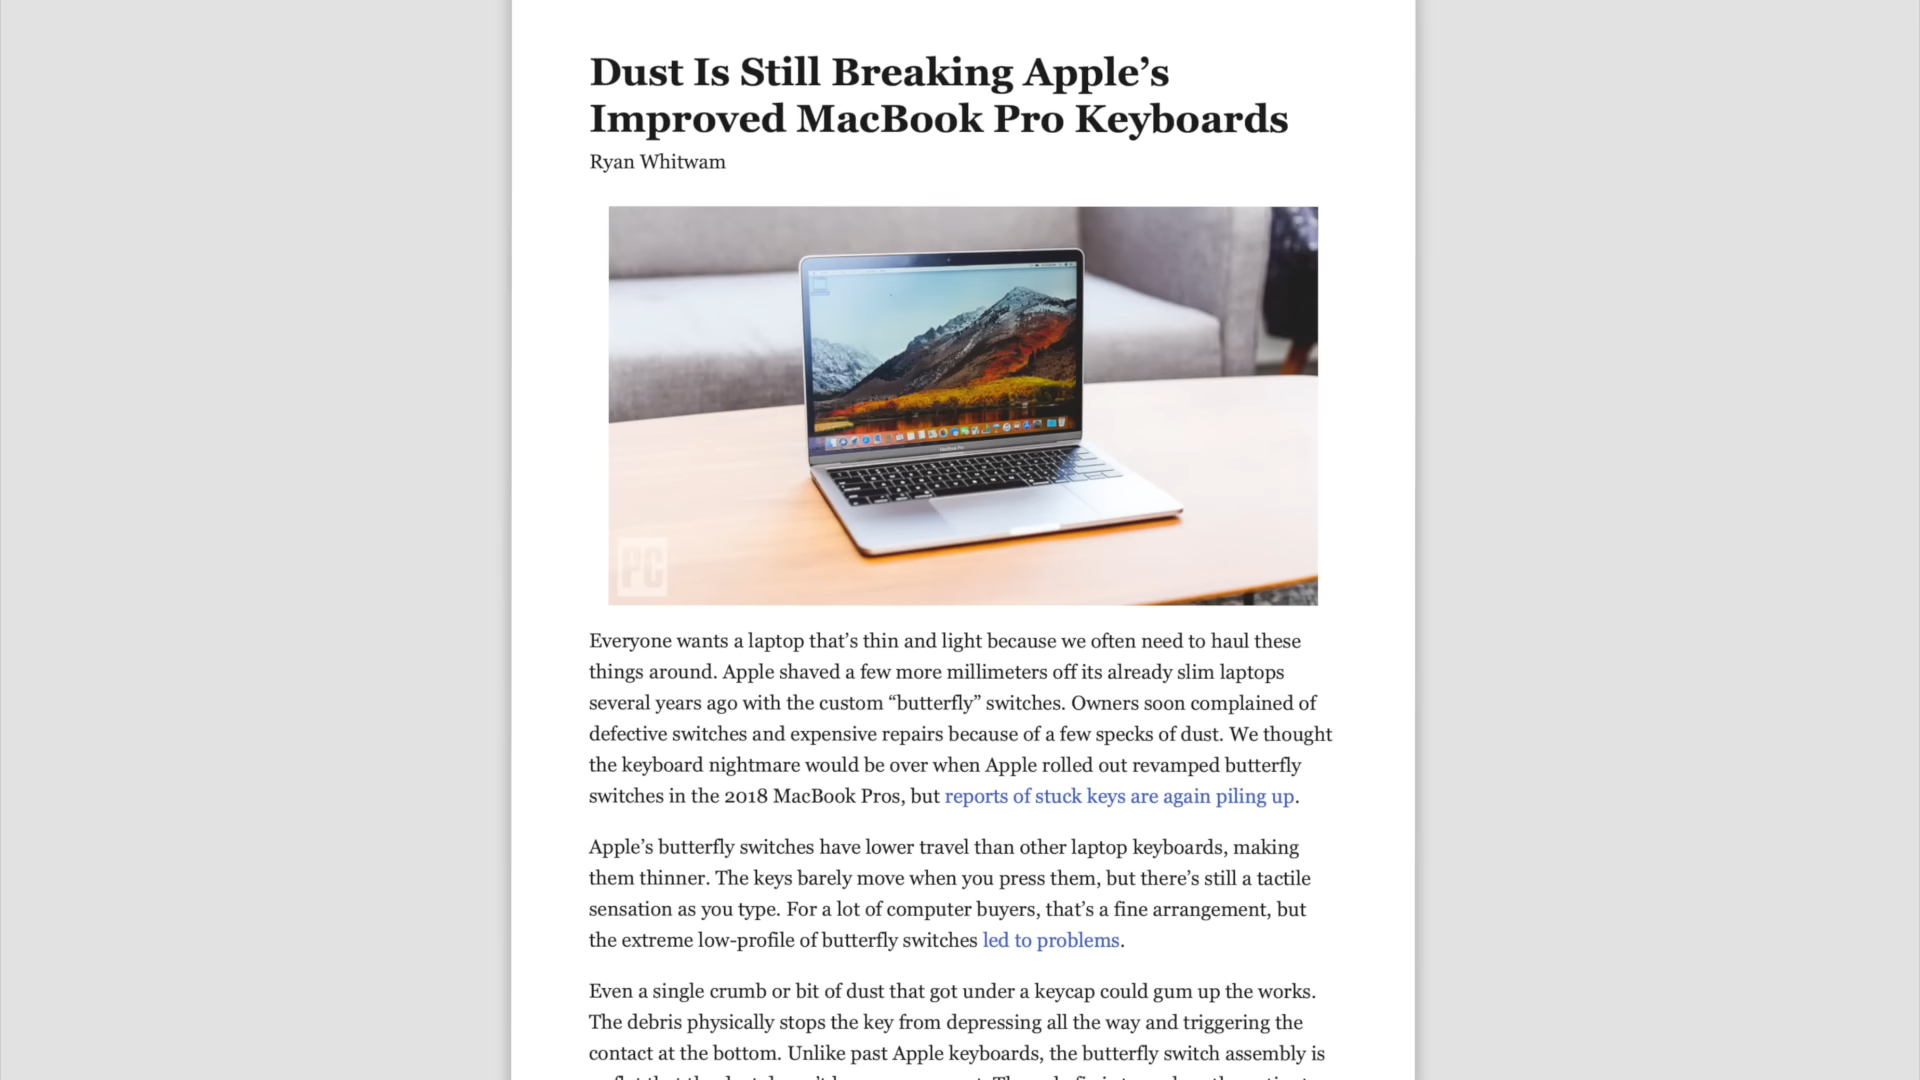 Dust Is Still Breaking Apple’s
Improved MacBook Pro Keyboards
Ryan Whitwam
PC
Everyone wants a laptop that’s thin and light because we often need to haul these
things around. Apple shaved a few more millimeters off its already slim laptops
several years ago with the custom “butterfly” switches. Owners soon complained of
defective switches and expensive repairs because of a few specks of dust. We thought
the keyboard nightmare would be over when Apple rolled out revamped butterfly
switches in the 2018 MacBook Pros, but reports of stuck keys are again piling up.
Apple’s butterfly switches have lower travel than other laptop keyboards, making
them thinner. The keys barely move when you press them, but there’s still a tactile
sensation as you type. For a lot of computer buyers, that’s a fine arrangement, but
the extreme low-profile of butterfly switches led to problems.
Even a single crumb or bit of dust that got under a keycap could gum up the works.
The debris physically stops the key from depressing all the way and triggering the
contact at the bottom. Unlike past Apple keyboards, the butterfly switch assembly is